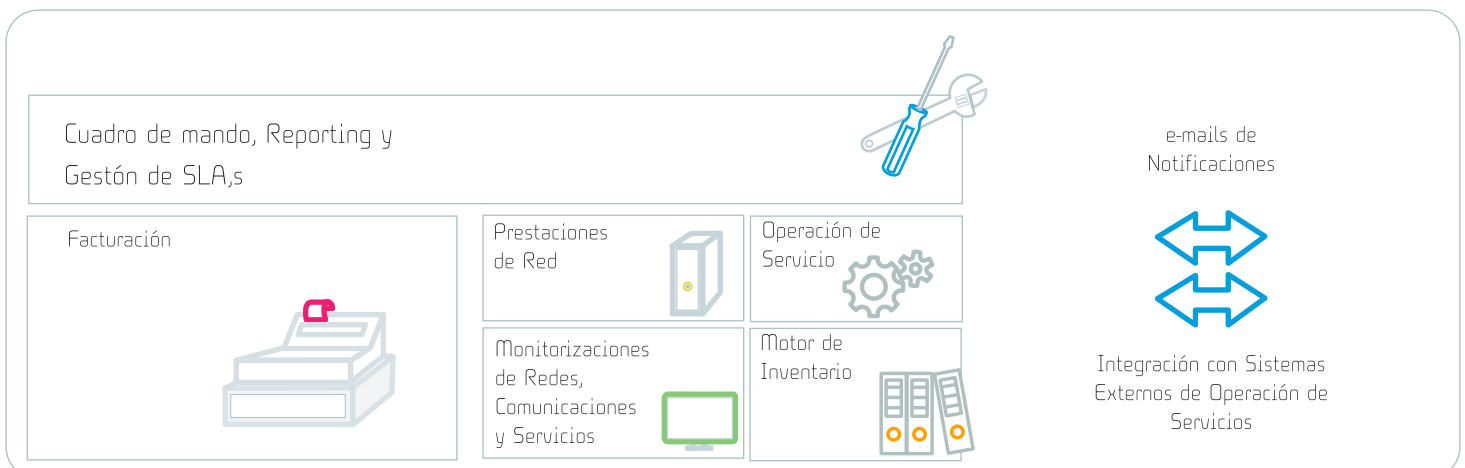 Cuadro de mando, Reporting y
Gestón de SLA,s
Facturación
Prestaciones
de Red
Operación de
Servicio
Monitorizaciones
de Redes,
Comunicaciones
y Servicios
Motor de
Inventario
e-mails de
Notificaciones
Integración con Sistemas
Externos de Operación de
Servicios